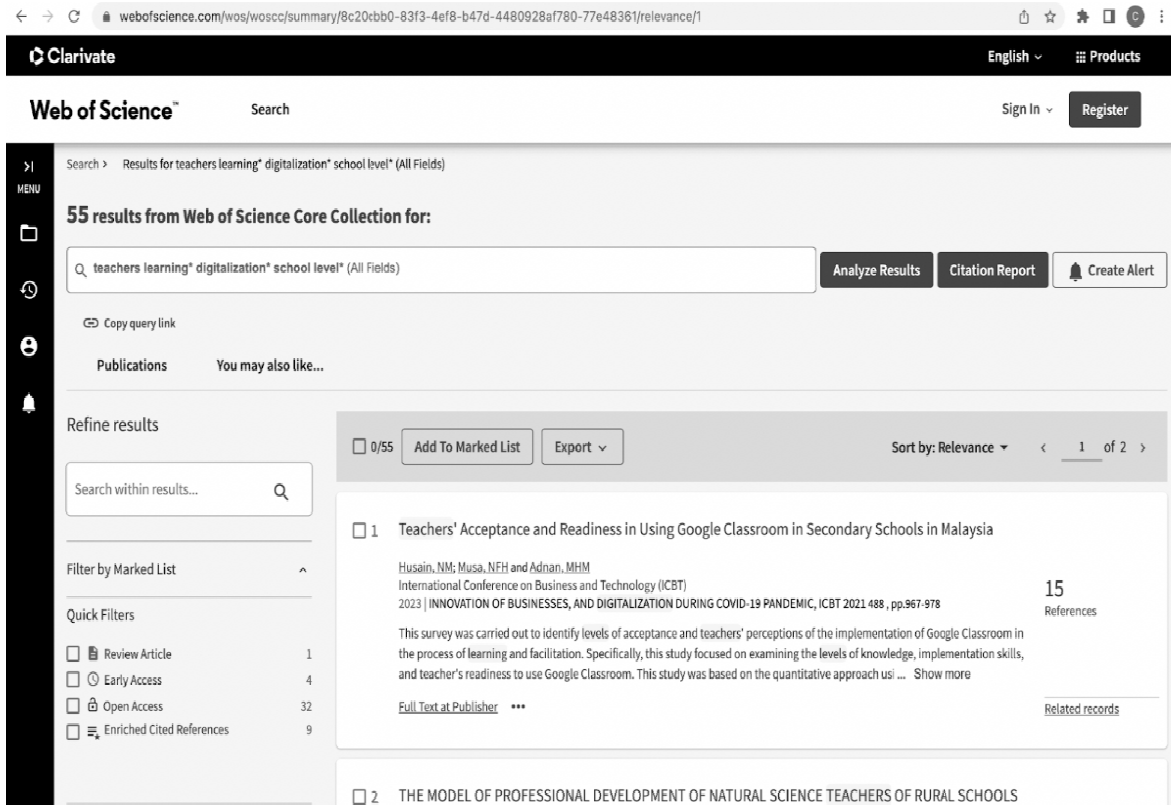 webofscience.com/wos/woscc/summary/8c20cbb0-83f3-4ef8-b47d-4480928af780-77e48361/relevance/1
C
Clarivate
English
Products
Web of Science™
Search
Sign In
Register
MENU
Search > Results for teachers learning* digitalization* school level* (All Fields)
55 results from Web of Science Core Collection for:
teachers learning* digitalization* school level* (All Fields)
Analyze Results
Citation Report
Create Alert
Copy query link
Publications
You may also like...
Refine results
Search within results...
Filter by Marked List
Quick Filters
Review Article 1
Early Access 4
Open Access 32
Enriched Cited References 9
0/55
Add To Marked List
Export
Sort by: Relevance
< 1 of 2 >
1 Teachers' Acceptance and Readiness in Using Google Classroom in Secondary Schools in Malaysia
Husain, NM; Musa, NFH and Adnan, MHM
International Conference on Business and Technology (ICBT)
2023 | INNOVATION OF BUSINESSES, AND DIGITALIZATION DURING COVID-19 PANDEMIC, ICBT 2021 488 , pp.967-978
This survey was carried out to identify levels of acceptance and teachers' perceptions of the implementation of Google Classroom in
the process of learning and facilitation. Specifically, this study focused on examining the levels of knowledge, implementation skills,
and teacher's readiness to use Google Classroom. This study was based on the quantitative approach usi ... Show more
Full Text at Publisher •••
15
References
Related records
2 THE MODEL OF PROFESSIONAL DEVELOPMENT OF NATURAL SCIENCE TEACHERS OF RURAL SCHOOLS